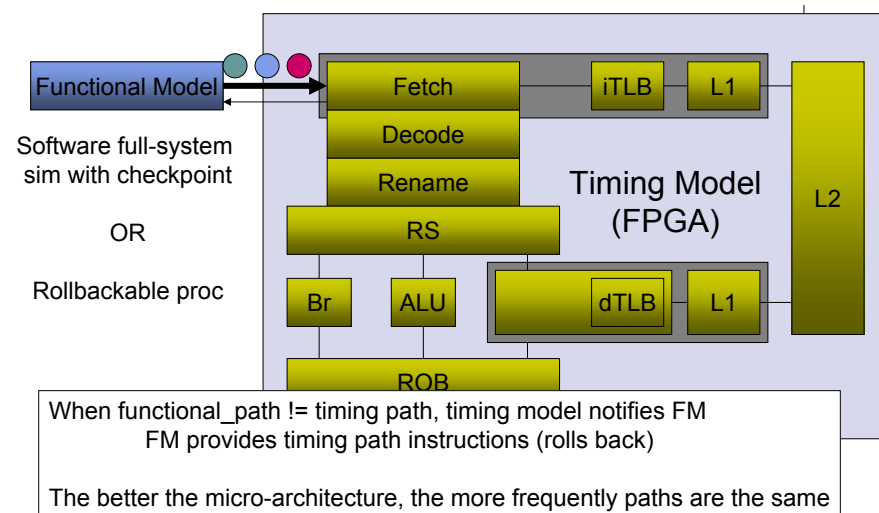 Functional Model
Fetch
iTLB
L1
Decode
Software full-system
sim with checkpoint
Rename
Timing Model
(FPGA)
L2
OR
RS
Rollbackable proc
Br
ALU
dTLB
L1
ROB
When functional_path != timing path, timing model notifies FM
FM provides timing path instructions (rolls back)
The better the micro-architecture, the more frequently paths are the same